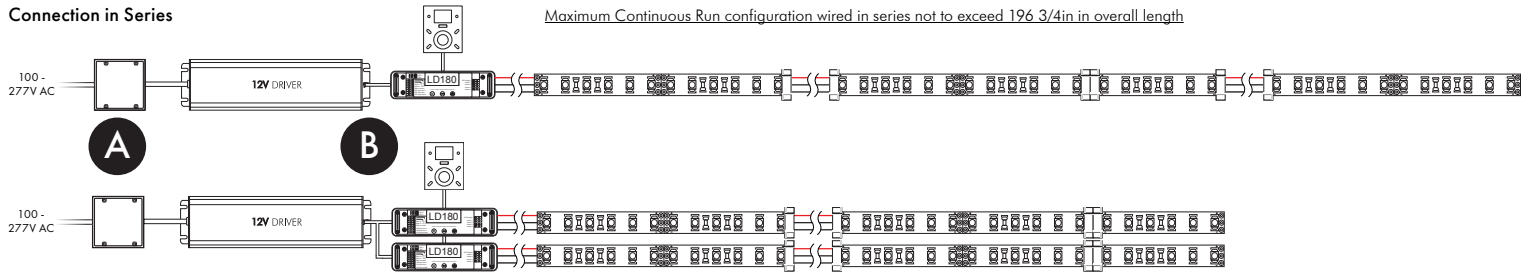 Connection in Series
Maximum Continuous Run configuration wired in series not to exceed 196 3/4in in overall length
100 -
277V AC
12V DRIVER
LD180
A
B
100 -
277V AC
12V DRIVER
LD180
LD180